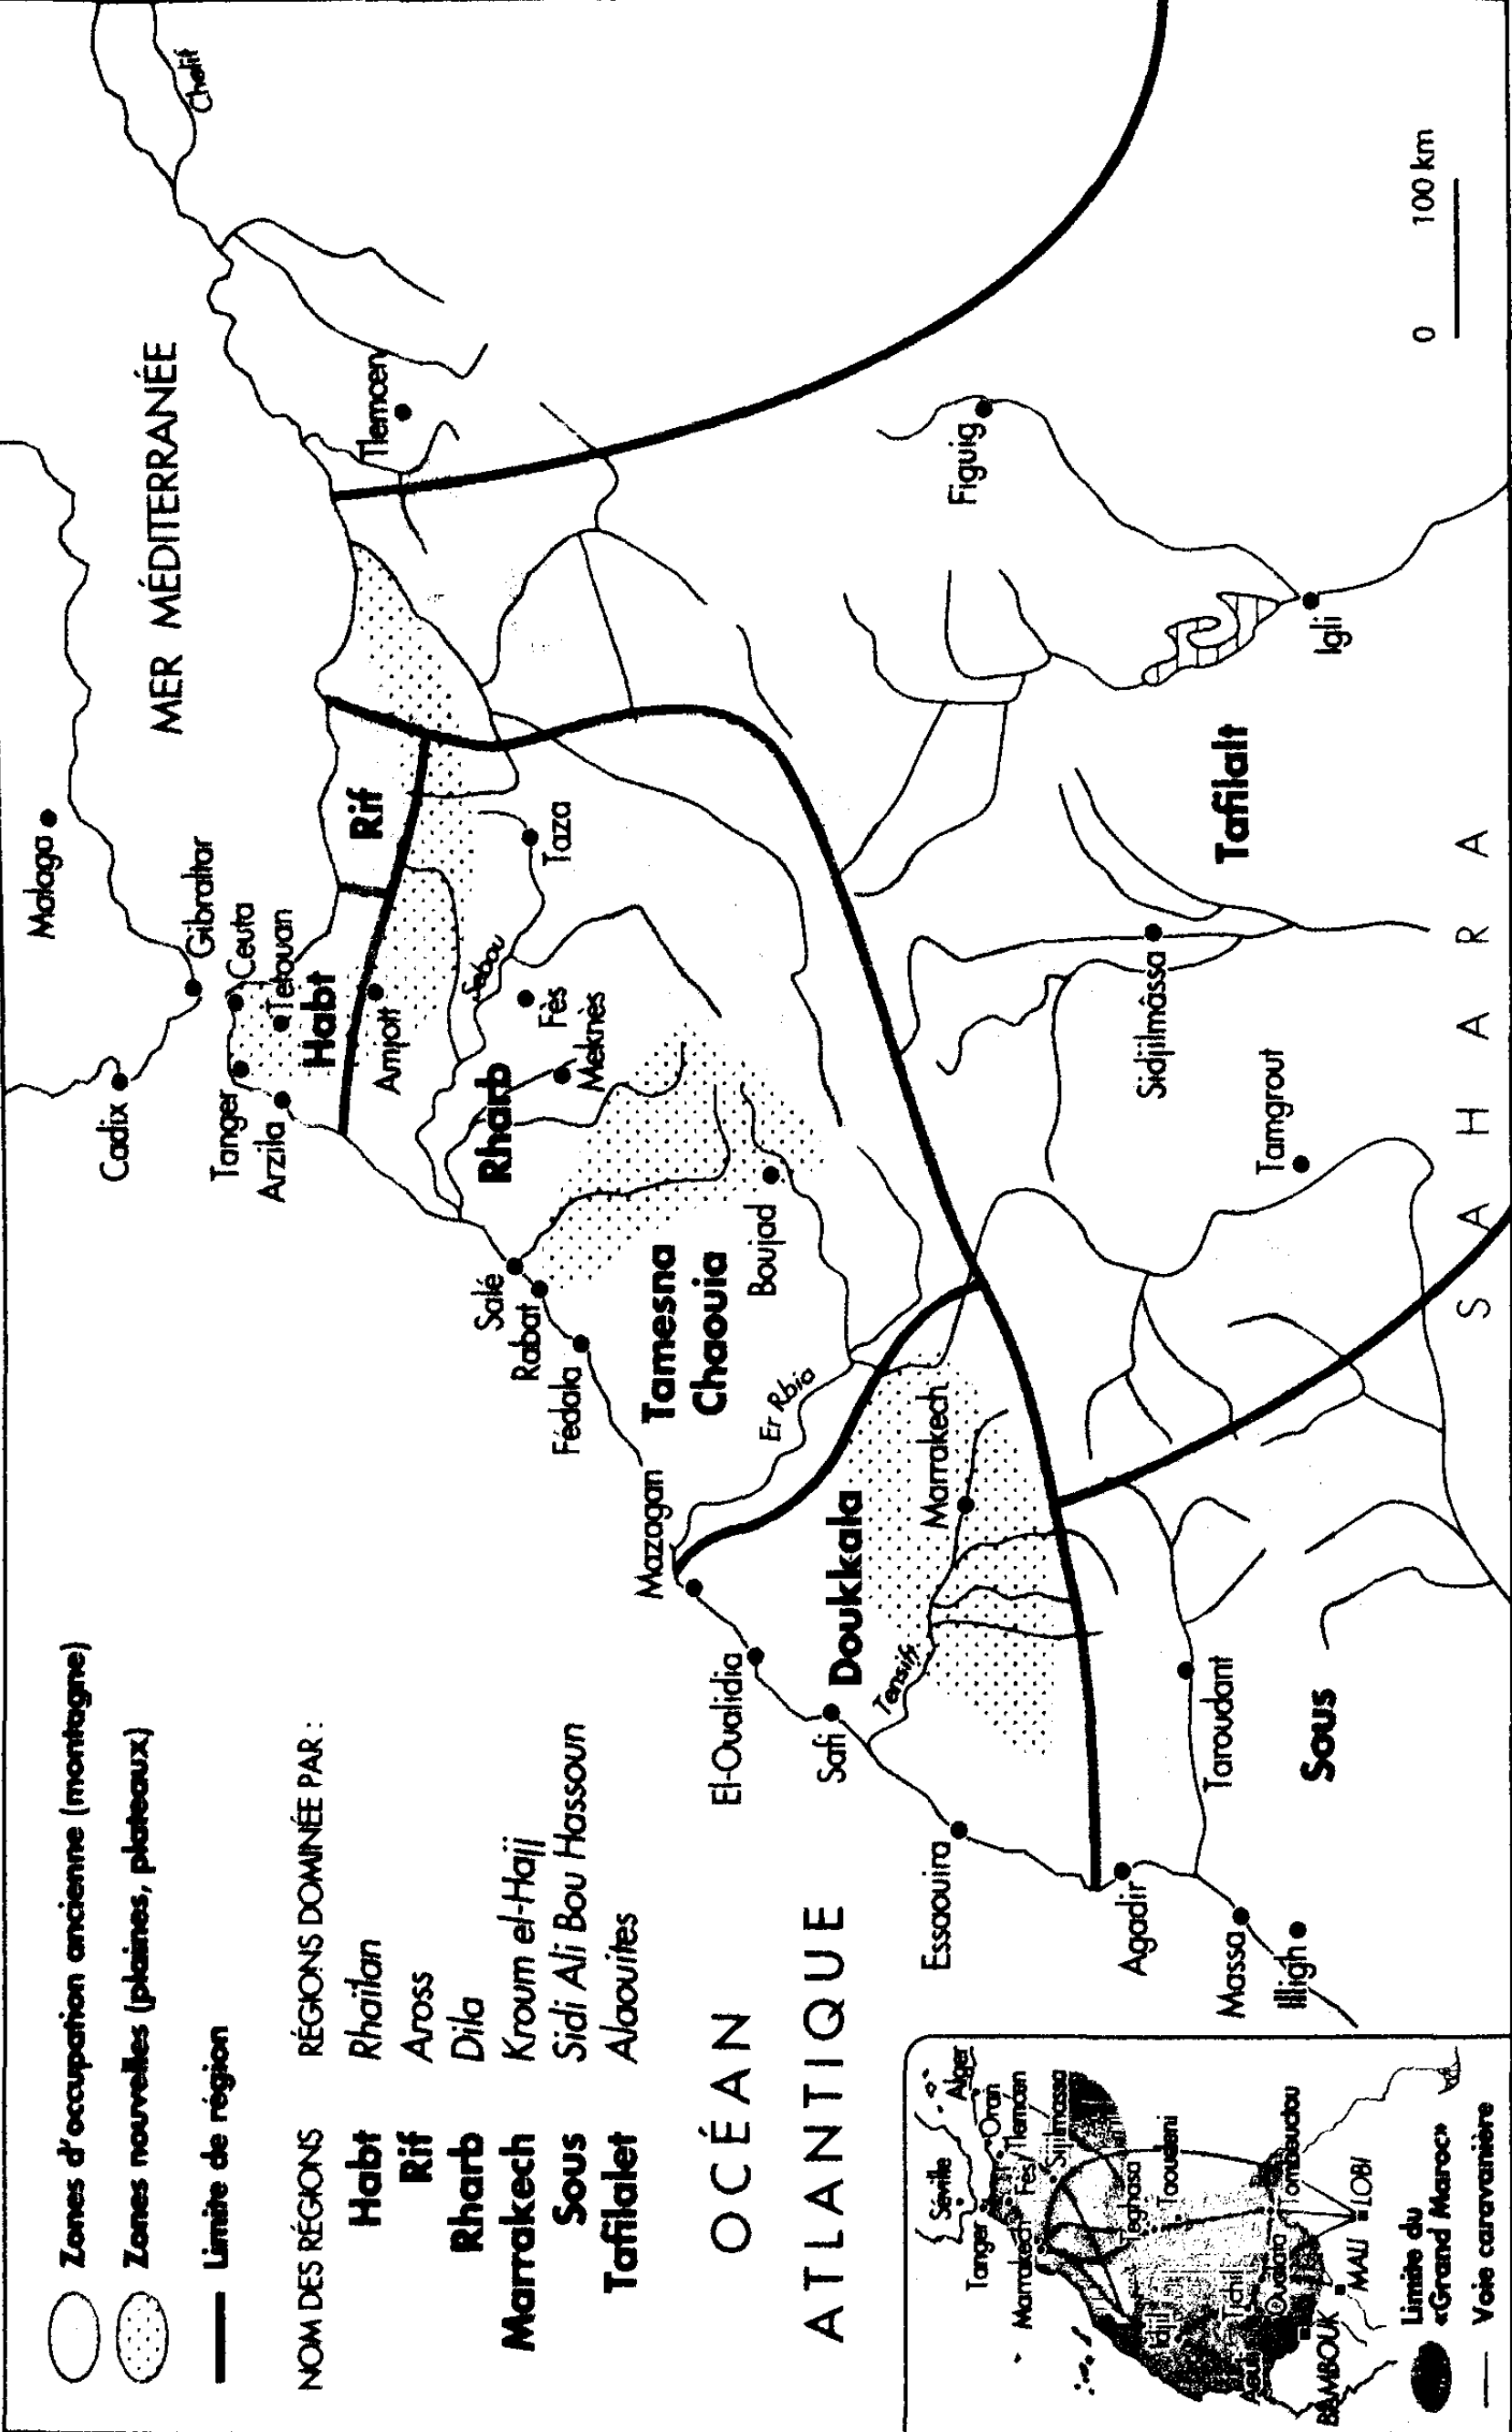 Zones d'occupation ancienne (montagne)
Zones nouvelles (plaines, plateaux)
Limite de région
NOM DES RÉGIONS
RÉGIONS DOMINÉE PAR :
Habt Rhailan
Rif Aross
Rharb Dila
Marrakech Kroum el-Hajj
Sous Sidi Ali Bou Hassoun
Tafilalet Alaouites
OCÉAN
ATLANTIQUE
MER MÉDITERRANÉE
Malaga
Gibraltar
Cadix
Ceuta
Tanger
Tetouan
Arzila
Habt
Rif
Amjott
Chelif
Tlemcen
Taza
Sebou
Fès
Meknès
Rharb
Salé
Rabat
Fédala
Tamesna
Chaouia
Boujad
Er Rbia
Mazagan
El-Oualidia
Doukkala
Safi
Tensift
Marrakech
Essaouira
Agadir
Massa
Illigh
Taroudant
Sous
Figuig
Igli
Tafilalt
Sidjilmâssa
Tamgrout
SAHARA
0 100 km
Séville
Alger
Tanger
Oran
Fès
Tlemcen
Marrakech
Sijilmassa
Teghasa
Taoudeni
Idjil
Tichit
Oualata
Tombouctou
BAMBOUK
MALI
LOBI
Limite du
«Grand Maroc»
Voie caravanière